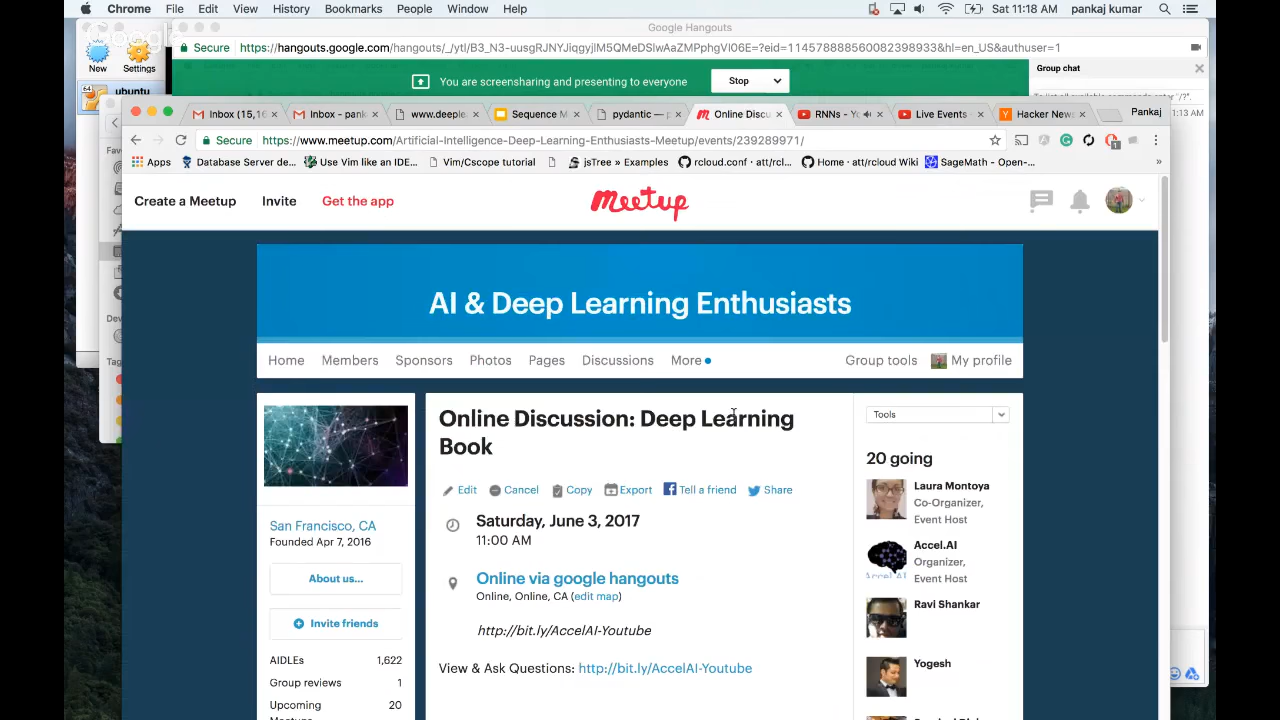 Chrome File Edit View History Bookmarks People Window Help Sat 11:18 AM pankaj kumar
Google Hangouts
Secure https://hangouts.google.com/hangouts/_/ytl/B3_N3-uusgRJNYJiqgyjlM5QMeDSlwAaZMPphgVI06E=?eid=114578888560082398933&hl=en_US&authuser=1
New Settings
You are screensharing and presenting to everyone Stop
Group chat
ubuntu
1:13 AM
Inbox (15,1 Inbox - pank www.deeple Sequence M pydantic — Online Discu RNNs - Yo Live Events Hacker New Pankaj
Secure https://www.meetup.com/Artificial-Intelligence-Deep-Learning-Enthusiasts-Meetup/events/239289971/
Apps Database Server de... Use Vim like an IDE... Vim/Cscope tutorial jsTree » Examples rcloud.conf · att/rcl... Home · att/rcloud Wiki SageMath - Open-...
Create a Meetup Invite Get the app
Meetup
AI & Deep Learning Enthusiasts
Home Members Sponsors Photos Pages Discussions More Group tools My profile
Online Discussion: Deep Learning
Book
Edit Cancel Copy Export Tell a friend Share
Saturday, June 3, 2017
11:00 AM
Online via google hangouts
Online, Online, CA (edit map)
http://bit.ly/AccelAI-Youtube
View & Ask Questions: http://bit.ly/AccelAI-Youtube
San Francisco, CA
Founded Apr 7, 2016
About us...
Invite friends
AIDLEs 1,622
Group reviews 1
Upcoming 20
Tools
20 going
Laura Montoya
Co-Organizer,
Event Host
Accel.AI
Organizer,
Event Host
Ravi Shankar
Yogesh